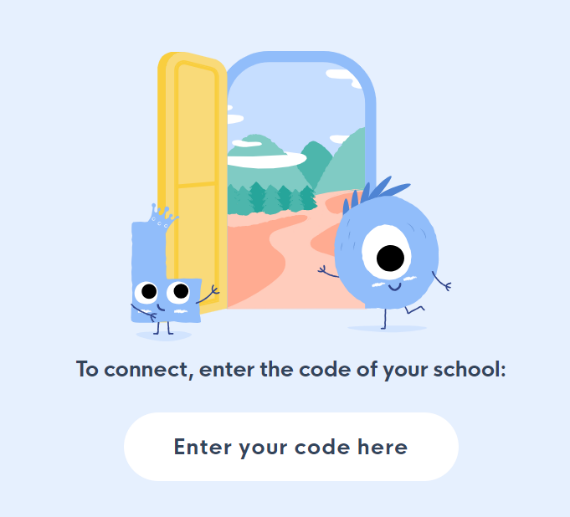 To connect, enter the code of your school:
Enter your code here